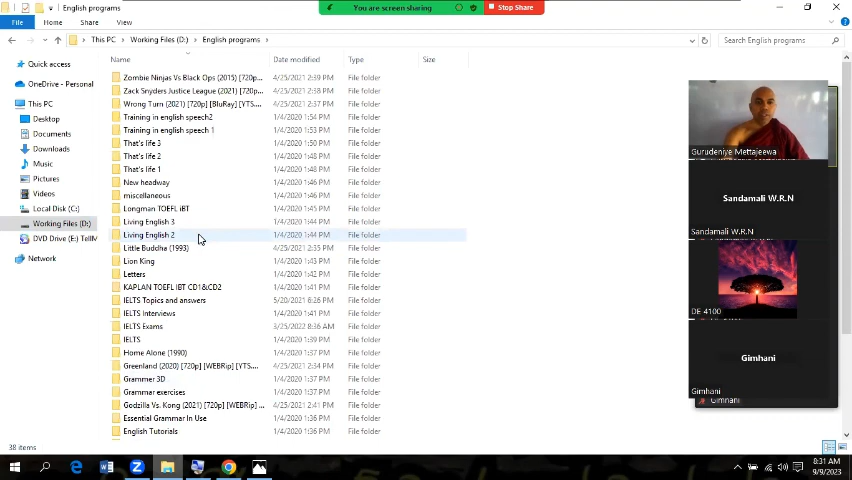 English programs
You are screen sharing
Stop Share
File
Home
Share
View
This PC
Working Files (D:)
English programs
Search English programs
Name
Date modified
Type
Size
Quick access
OneDrive - Personal
This PC
Desktop
Documents
Downloads
Music
Pictures
Videos
Local Disk (C:)
Working Files (D:)
DVD Drive (E:) TellM
Network
Zombie Ninjas Vs Black Ops (2015) [720p... 4/25/2021 2:39 PM File folder
Zack Snyders Justice League (2021) [720p... 4/25/2021 2:38 PM File folder
Wrong Turn (2021) [720p] [BluRay] [YTS.... 4/25/2021 2:37 PM File folder
Training in english speech2 1/4/2020 1:54 PM File folder
Training in english speech 1 1/4/2020 1:53 PM File folder
That's life 3 1/4/2020 1:50 PM File folder
That's life 2 1/4/2020 1:48 PM File folder
That's life 1 1/4/2020 1:48 PM File folder
New headway 1/4/2020 1:46 PM File folder
miscellaneous 1/4/2020 1:46 PM File folder
Longman TOEFL iBT 1/4/2020 1:45 PM File folder
Living English 3 1/4/2020 1:44 PM File folder
Living English 2 1/4/2020 1:44 PM File folder
Little Buddha (1993) 4/25/2021 2:35 PM File folder
Lion King 1/4/2020 1:43 PM File folder
Letters 1/4/2020 1:42 PM File folder
KAPLAN TOEFL IBT CD1&CD2 1/4/2020 1:41 PM File folder
IELTS Topics and answers 5/20/2021 8:26 PM File folder
IELTS Interviews 1/4/2020 1:41 PM File folder
IELTS Exams 3/25/2022 8:36 AM File folder
IELTS 1/4/2020 1:39 PM File folder
Home Alone (1990) 1/4/2020 1:37 PM File folder
Greenland (2020) [720p] [WEBRip] [YTS.... 4/25/2021 2:34 PM File folder
Grammer 3D 1/4/2020 1:37 PM File folder
Grammar exercises 1/4/2020 1:37 PM File folder
Godzilla Vs. Kong (2021) [720p] [WEBRip] ... 4/25/2021 2:41 PM File folder
Essential Grammar In Use 1/4/2020 1:36 PM File folder
English Tutorials 1/4/2020 1:36 PM File folder
Gurudeniye Mettajeewa
Sandamali W.R.N
Sandamali W.R.N
DE 4100
Gimhani
Gimhani
Gimhani
38 items
8:31 AM
9/9/2023